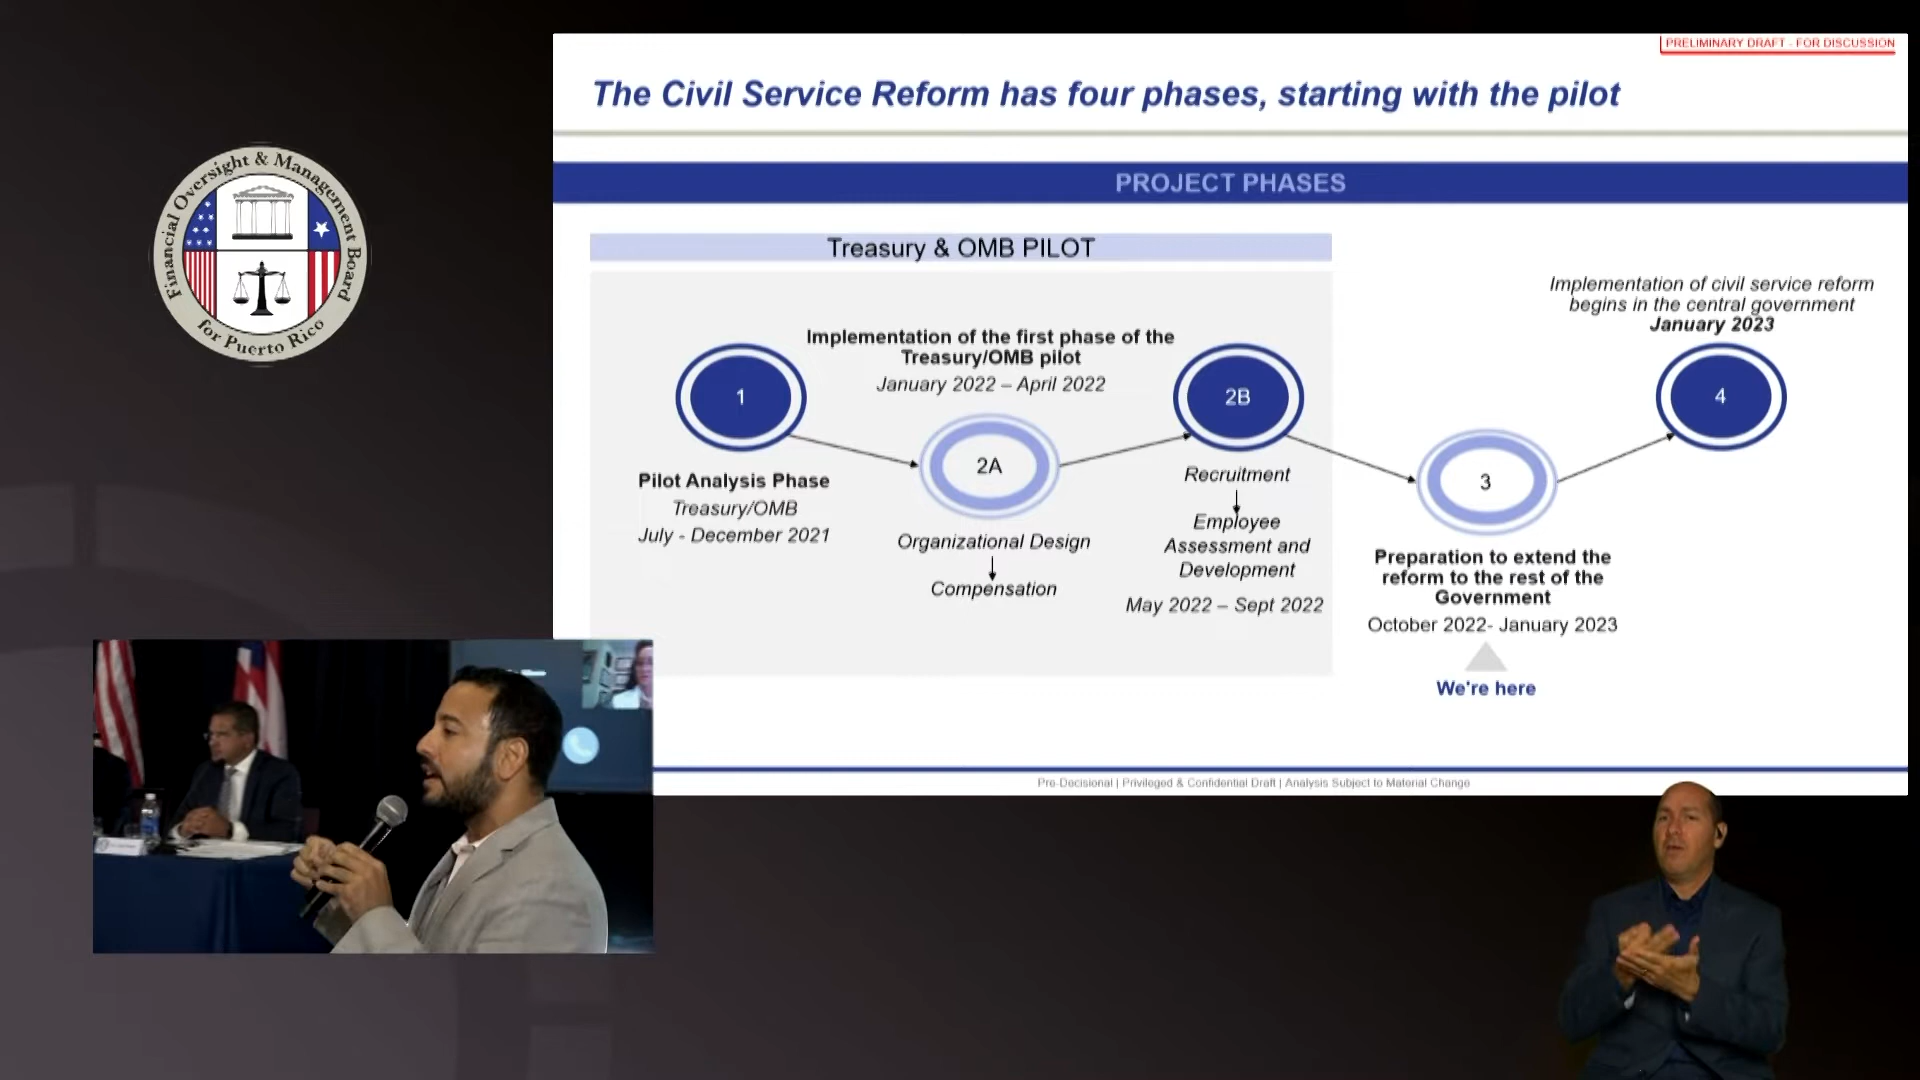 PRELIMINARY DRAFT - FOR DISCUSSION
The Civil Service Reform has four phases, starting with the pilot
PROJECT PHASES
Financial Oversight & Management Board
for Puerto Rico
Treasury & OMB PILOT
1
Pilot Analysis Phase
Treasury/OMB
July - December 2021
Implementation of the first phase of the
Treasury/OMB pilot
January 2022 – April 2022
2A
Organizational Design
Compensation
2B
Recruitment
Employee
Assessment and
Development
May 2022 – Sept 2022
3
Preparation to extend the
reform to the rest of the
Government
October 2022- January 2023
We're here
Implementation of civil service reform
begins in the central government
January 2023
4
Pre-Decisional | Privileged & Confidential Draft | Analysis Subject to Material Change